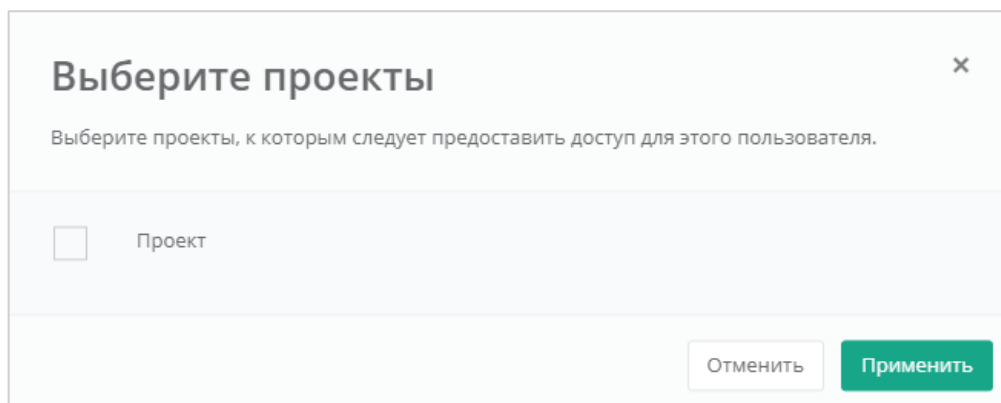 Выберите проекты
×
Выберите проекты, к которым следует предоставить доступ для этого пользователя.
Проект
Отменить Применить